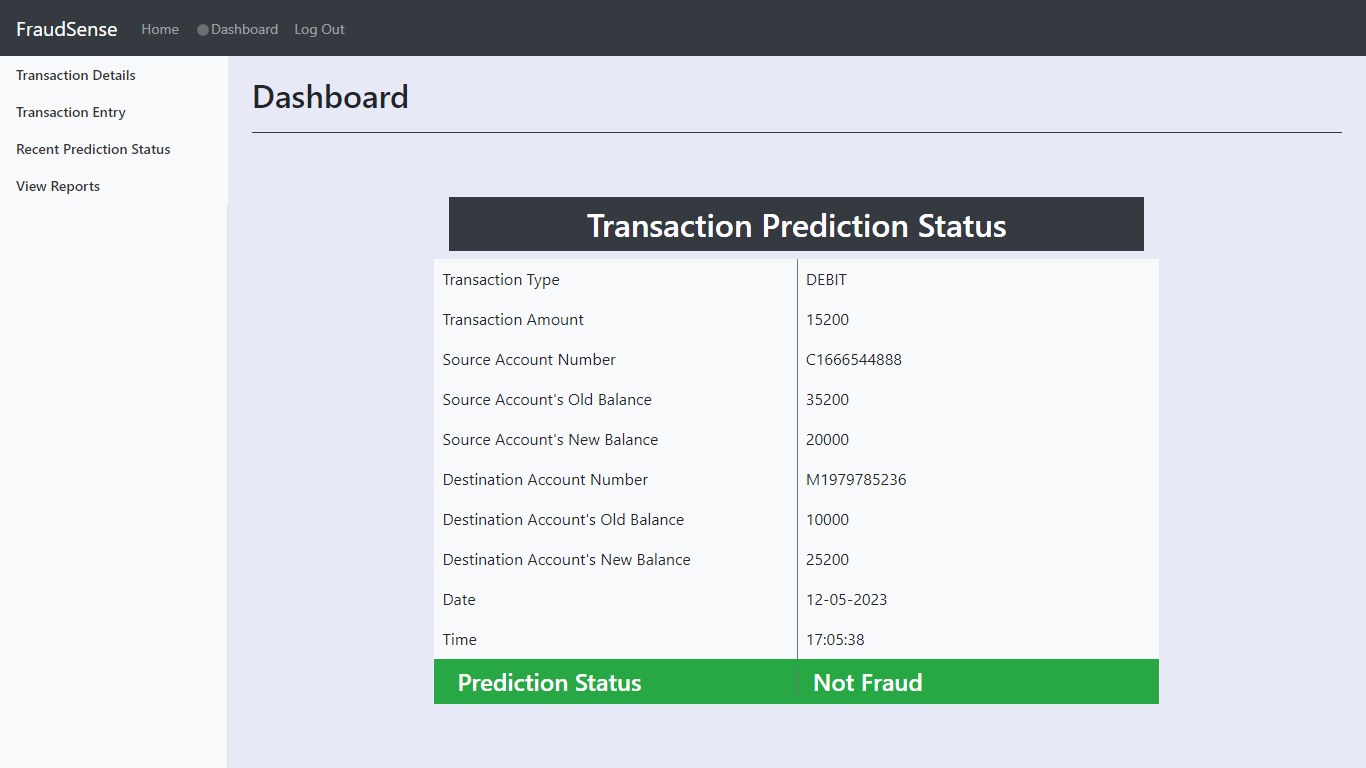 FraudSense Home Dashboard Log Out
Transaction Details
Transaction Entry
Recent Prediction Status
View Reports
Dashboard
Transaction Prediction Status
Transaction Type DEBIT
Transaction Amount 15200
Source Account Number C1666544888
Source Account's Old Balance 35200
Source Account's New Balance 20000
Destination Account Number M1979785236
Destination Account's Old Balance 10000
Destination Account's New Balance 25200
Date 12-05-2023
Time 17:05:38
Prediction Status Not Fraud